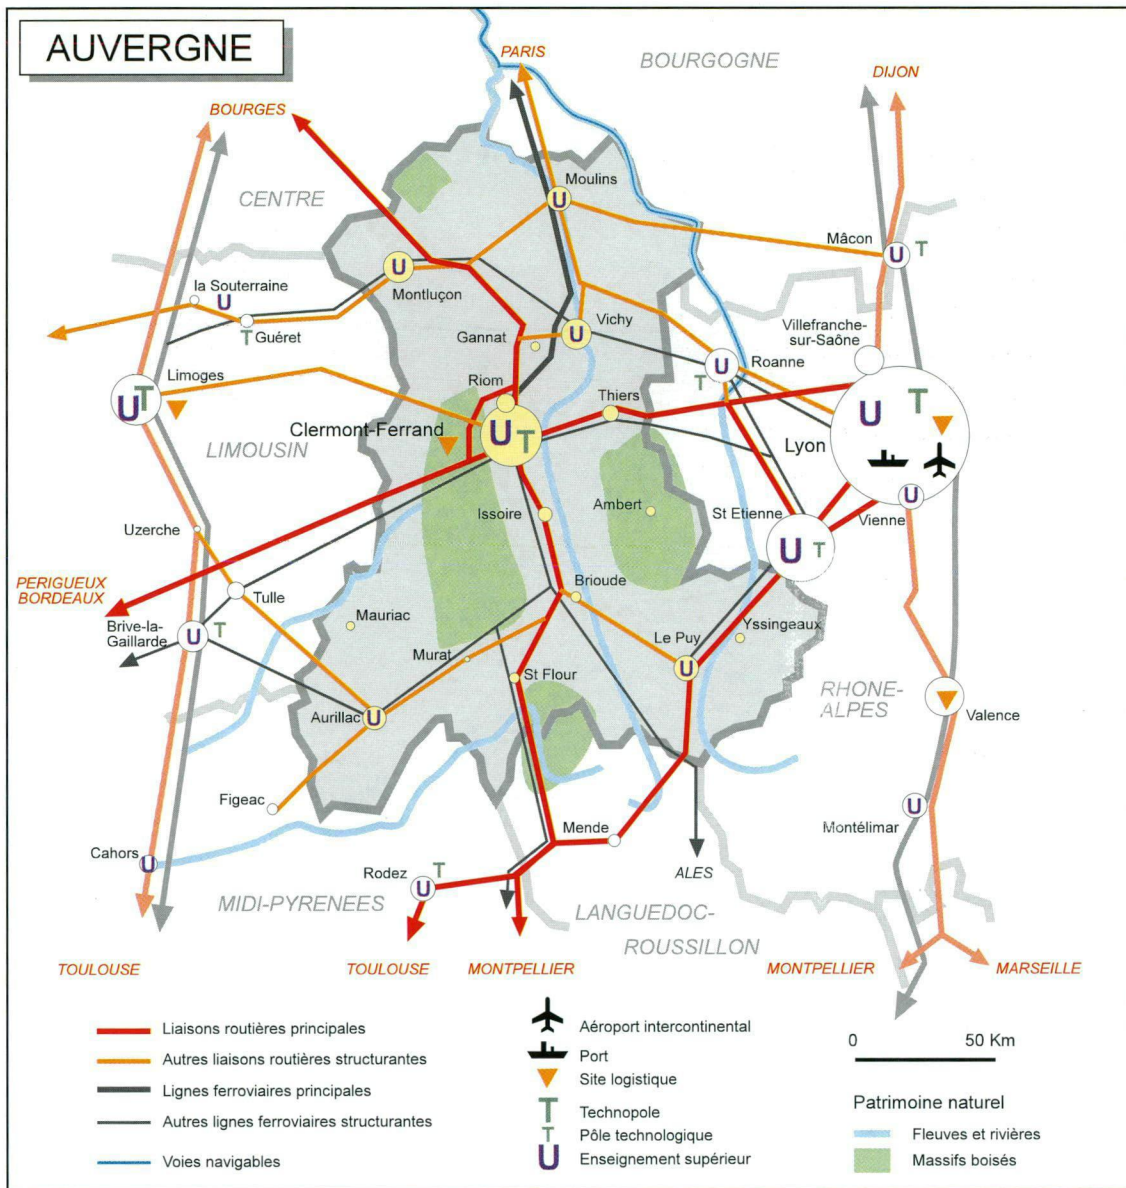 AUVERGNE
PARIS
BOURGOGNE
DIJON
BOURGES
CENTRE
Moulins
U
Mâcon
U T
la Souterraine
U
U
Montluçon
T Guéret
Gannat
Vichy
U
Villefranche-
sur-Saône
U
T
Roanne
Limoges
UT
Riom
Thiers
T
U
Lyon
Clermont-Ferrand
UT
LIMOUSIN
Issoire
Ambert
St Etienne
U T
Vienne
U
Uzerche
PERIGUEUX
BORDEAUX
Tulle
Brioude
Brive-la-
Gaillarde
U T
Mauriac
Murat
Le Puy
U
Yssingeaux
St Flour
RHONE-
ALPES
Valence
Aurillac
U
Figeac
Mende
Montélimar
U
Cahors
U
Rodez
T
U
ALES
MIDI-PYRENEES
LANGUEDOC-
ROUSSILLON
TOULOUSE
TOULOUSE
MONTPELLIER
MONTPELLIER
MARSEILLE
Liaisons routières principales
Autres liaisons routières structurantes
Lignes ferroviaires principales
Autres lignes ferroviaires structurantes
Voies navigables
Aéroport intercontinental
Port
Site logistique
T Technopole
T Pôle technologique
U Enseignement supérieur
0 50 Km
Patrimoine naturel
Fleuves et rivières
Massifs boisés